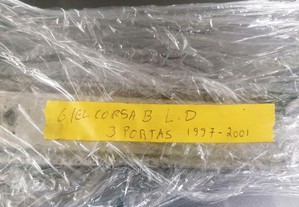 OPEL CORSA B L.D
3 PORTAS 1997-2001